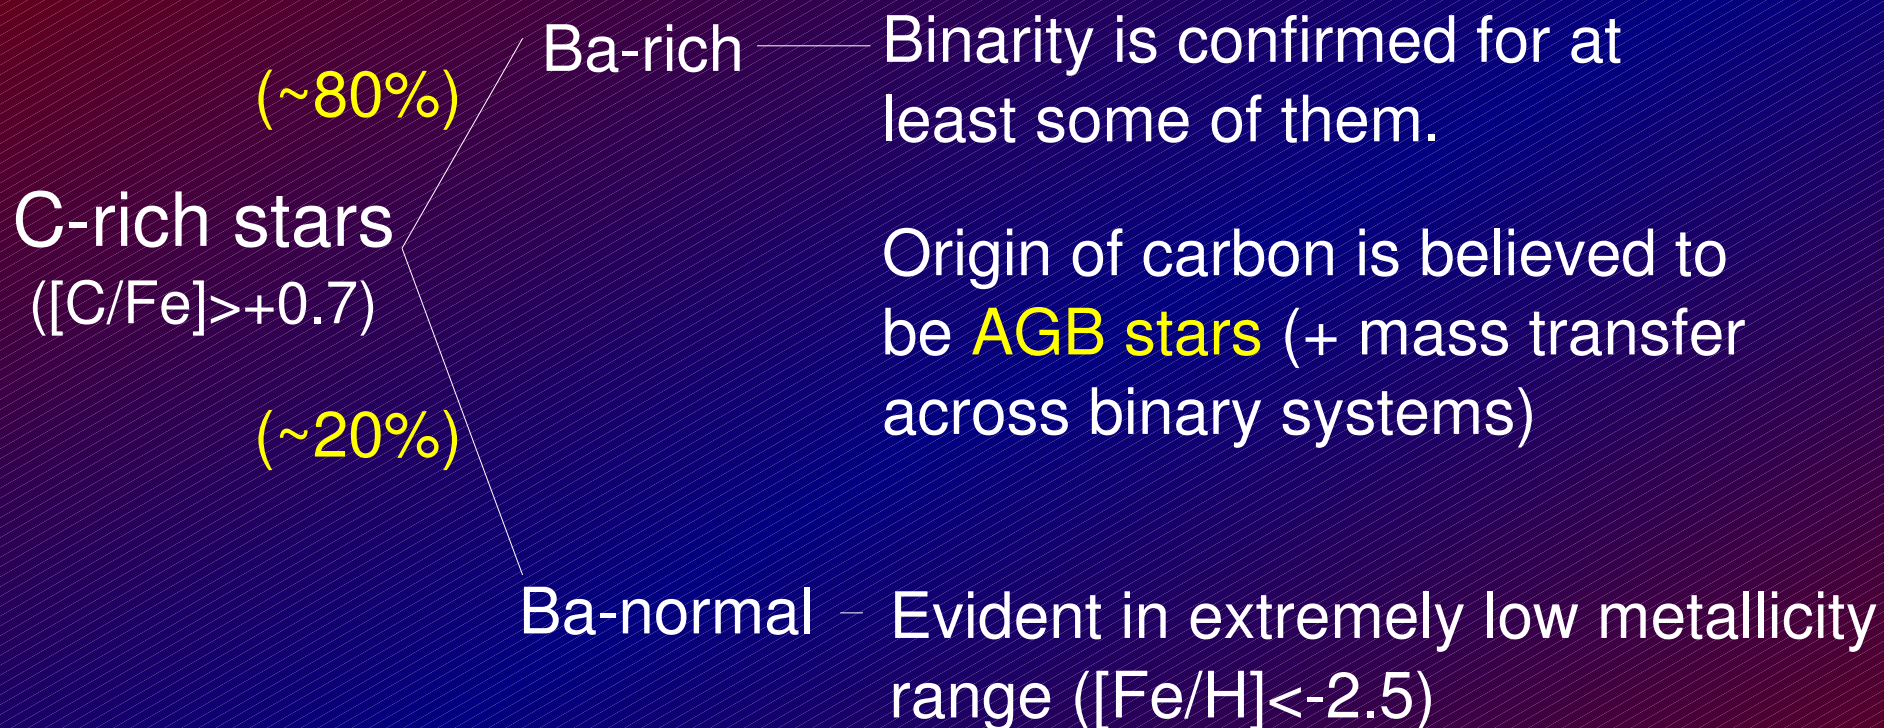 (~80%)
Ba-rich
Binarity is confirmed for at
least some of them.
C-rich stars
([C/Fe]>+0.7)
Origin of carbon is believed to
be AGB stars (+ mass transfer
across binary systems)
(~20%)
Ba-normal
Evident in extremely low metallicity
range ([Fe/H]<-2.5)